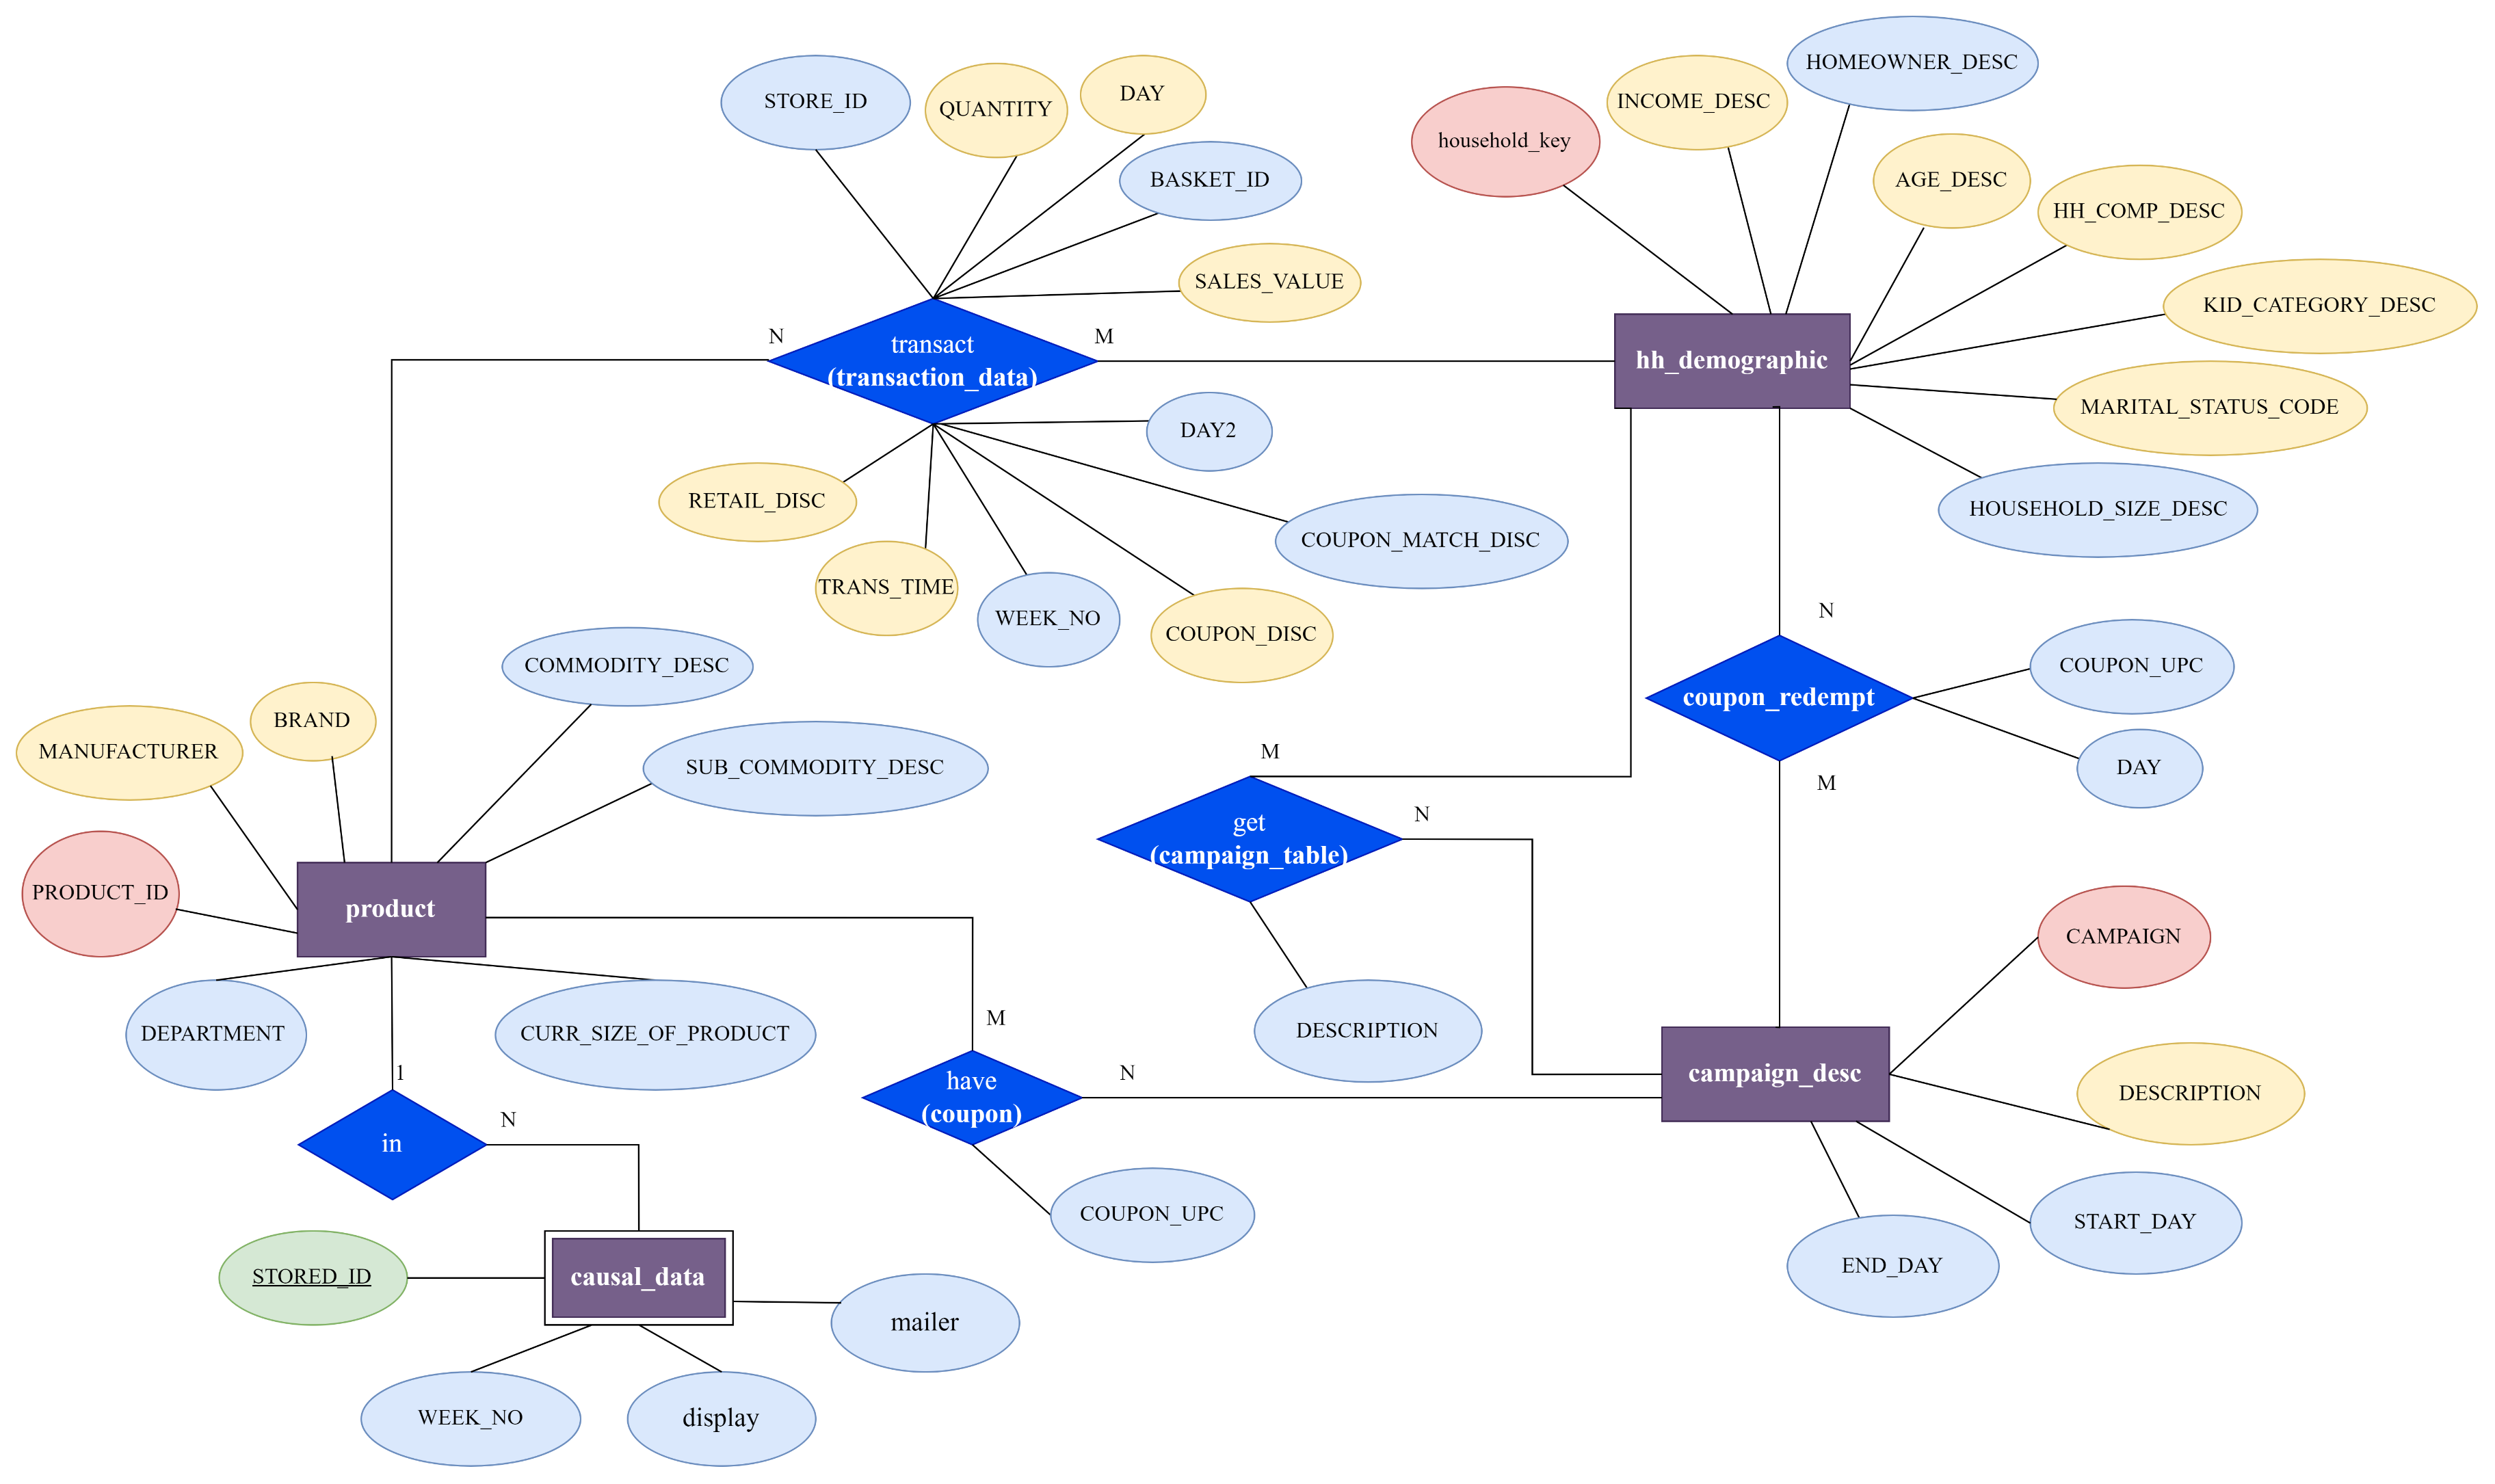 HOMEOWNER_DESC
STORE_ID
QUANTITY
DAY
INCOME_DESC
household_key
BASKET_ID
AGE_DESC
HH_COMP_DESC
SALES_VALUE
KID_CATEGORY_DESC
N
transact
(transaction_data)
M
hh_demographic
MARITAL_STATUS_CODE
DAY2
RETAIL_DISC
HOUSEHOLD_SIZE_DESC
COUPON_MATCH_DISC
TRANS_TIME
WEEK_NO
COUPON_DISC
N
COMMODITY_DESC
COUPON_UPC
coupon_redempt
BRAND
MANUFACTURER
SUB_COMMODITY_DESC
M
DAY
M
N
get
(campaign_table)
PRODUCT_ID
product
CAMPAIGN
DEPARTMENT
CURR_SIZE_OF_PRODUCT
M
DESCRIPTION
1
N
have
(coupon)
N
campaign_desc
DESCRIPTION
in
N
COUPON_UPC
START_DAY
END_DAY
STORED_ID
causal_data
mailer
WEEK_NO
display